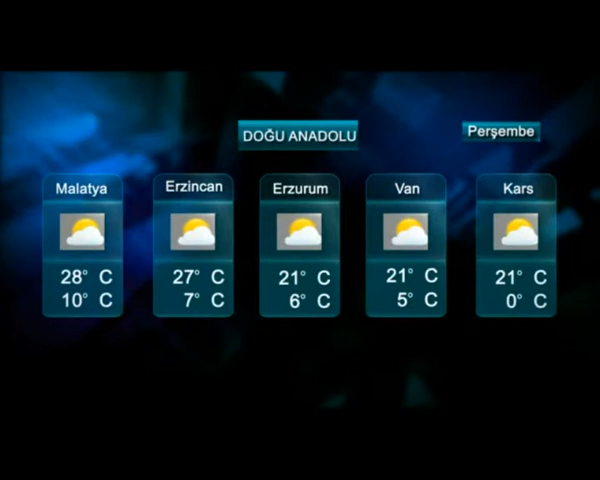 DOĞU ANADOLU
Perşembe
Malatya
28° C
10° C
Erzincan
27° C
7° C
Erzurum
21° C
6° C
Van
21° C
5° C
Kars
21° C
0° C